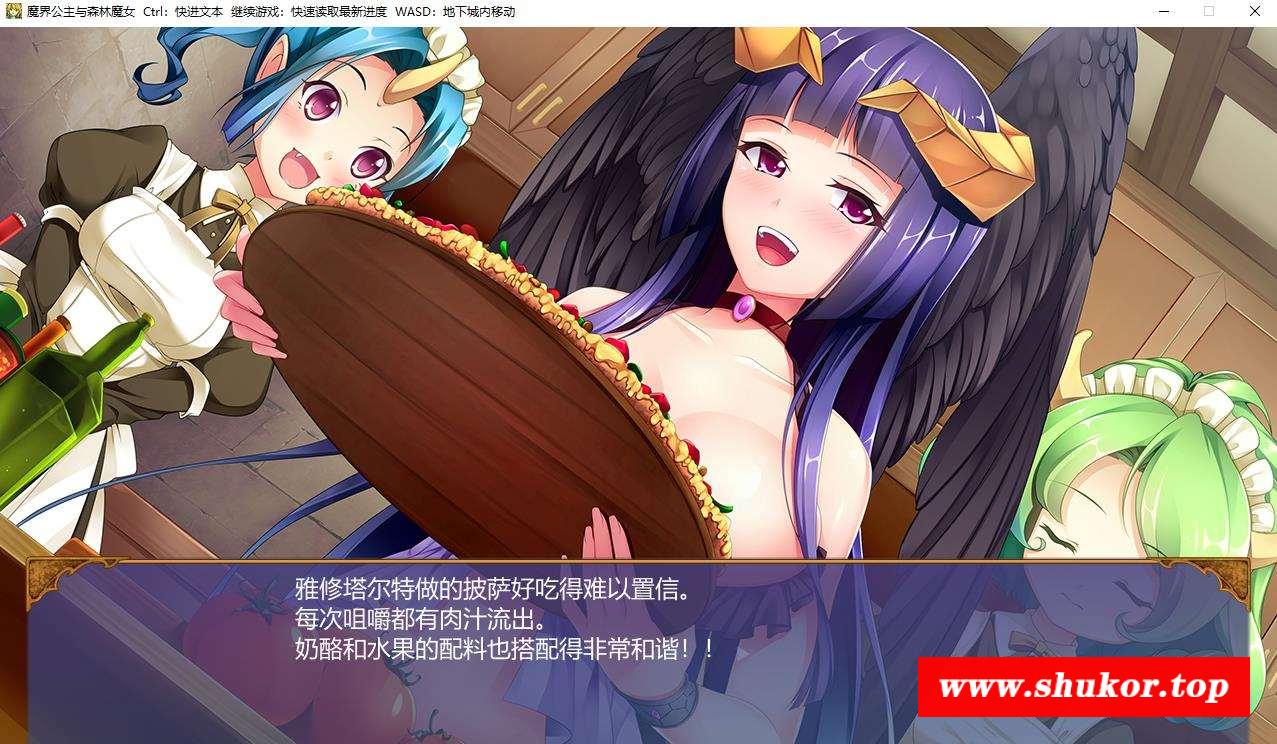 魔界公主与森林魔女 Ctrl：快进文本 继续游戏：快速读取最新进度 WASD：地下城内移动
雅修塔尔特做的披萨好吃得难以置信。
每次咀嚼都有肉汁流出。
奶酪和水果的配料也搭配得非常和谐！！
www.shukor.top